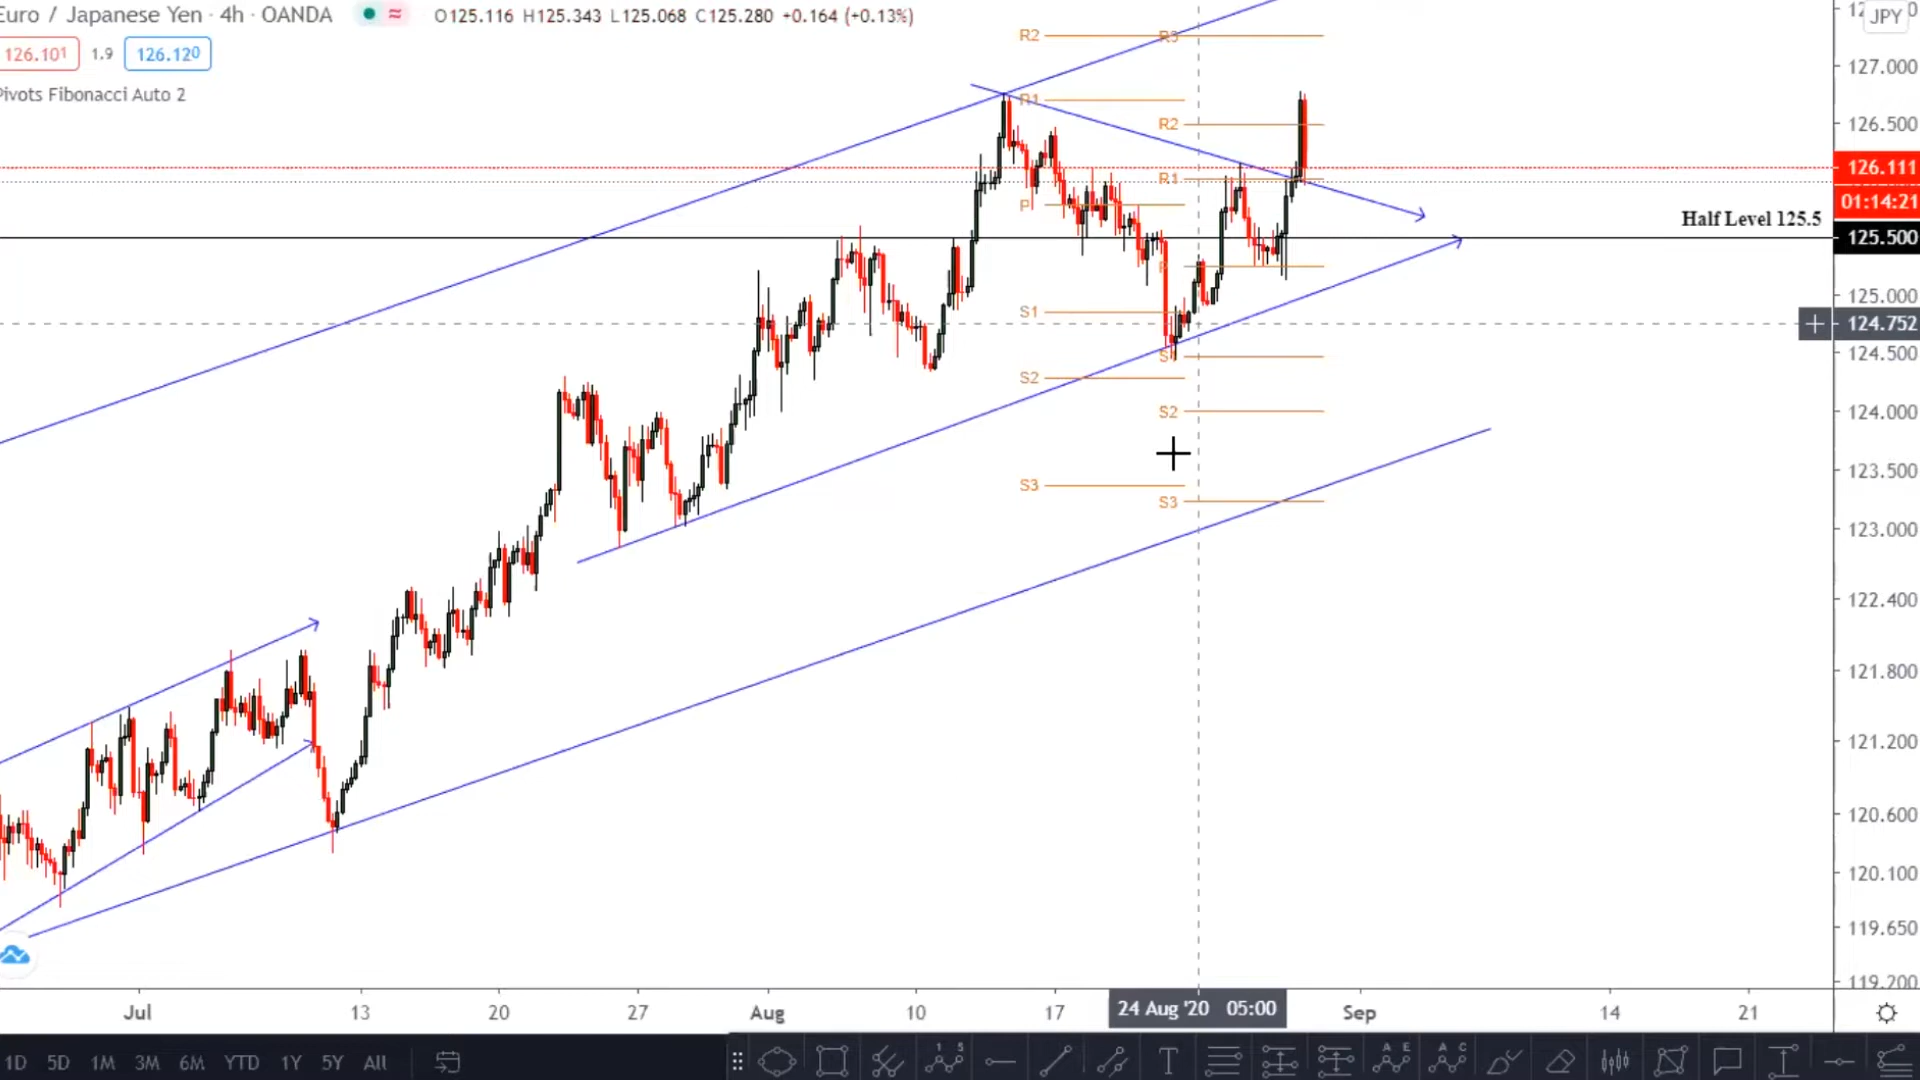 Euro / Japanese Yen · 4h · OANDA
O125.116 H125.343 L125.068 C125.280 +0.164 (+0.13%)
JPY
126.101 1.9 126.120
Pivots Fibonacci Auto 2
R2
R3
R1
R2
R1
P
P
S1
S1
S2
S2
S3
S3
127.000
126.500
126.111
01:14:21
Half Level 125.5
125.500
125.000
124.752
124.500
124.000
123.500
123.000
122.400
121.800
121.200
120.600
120.100
119.650
119.200
Jul 13 20 27 Aug 10 17 24 Aug '20 05:00 Sep 14 21
1D 5D 1M 3M 6M YTD 1Y 5Y All
1 5
T
A E
A C